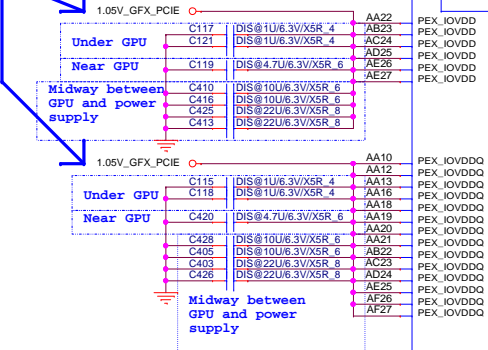 1.05V_GFX_PCIE
AA22 PEX_IOVDD
C117 DIS@1U/6.3V/X5R_4 AB23 PEX_IOVDD
Under GPU C121 DIS@1U/6.3V/X5R_4 AC24 PEX_IOVDD
AD25 PEX_IOVDD
Near GPU C119 DIS@4.7U/6.3V/X5R_6 AE26 PEX_IOVDD
AE27 PEX_IOVDD
Midway between C410 DIS@10U/6.3V/X5R_6
GPU and power C416 DIS@10U/6.3V/X5R_6
supply C425 DIS@22U/6.3V/X5R_8
C413 DIS@22U/6.3V/X5R_8
1.05V_GFX_PCIE AA10 PEX_IOVDDQ
AA12 PEX_IOVDDQ
C115 DIS@1U/6.3V/X5R_4 AA13 PEX_IOVDDQ
Under GPU C118 DIS@1U/6.3V/X5R_4 AA16 PEX_IOVDDQ
AA18 PEX_IOVDDQ
Near GPU C420 DIS@4.7U/6.3V/X5R_6 AA19 PEX_IOVDDQ
AA20 PEX_IOVDDQ
C428 DIS@10U/6.3V/X5R_6 AA21 PEX_IOVDDQ
C405 DIS@10U/6.3V/X5R_6 AB22 PEX_IOVDDQ
C403 DIS@22U/6.3V/X5R_8 AC23 PEX_IOVDDQ
C426 DIS@22U/6.3V/X5R_8 AD24 PEX_IOVDDQ
AE25 PEX_IOVDDQ
Midway between AF26 PEX_IOVDDQ
GPU and power AF27 PEX_IOVDDQ
supply